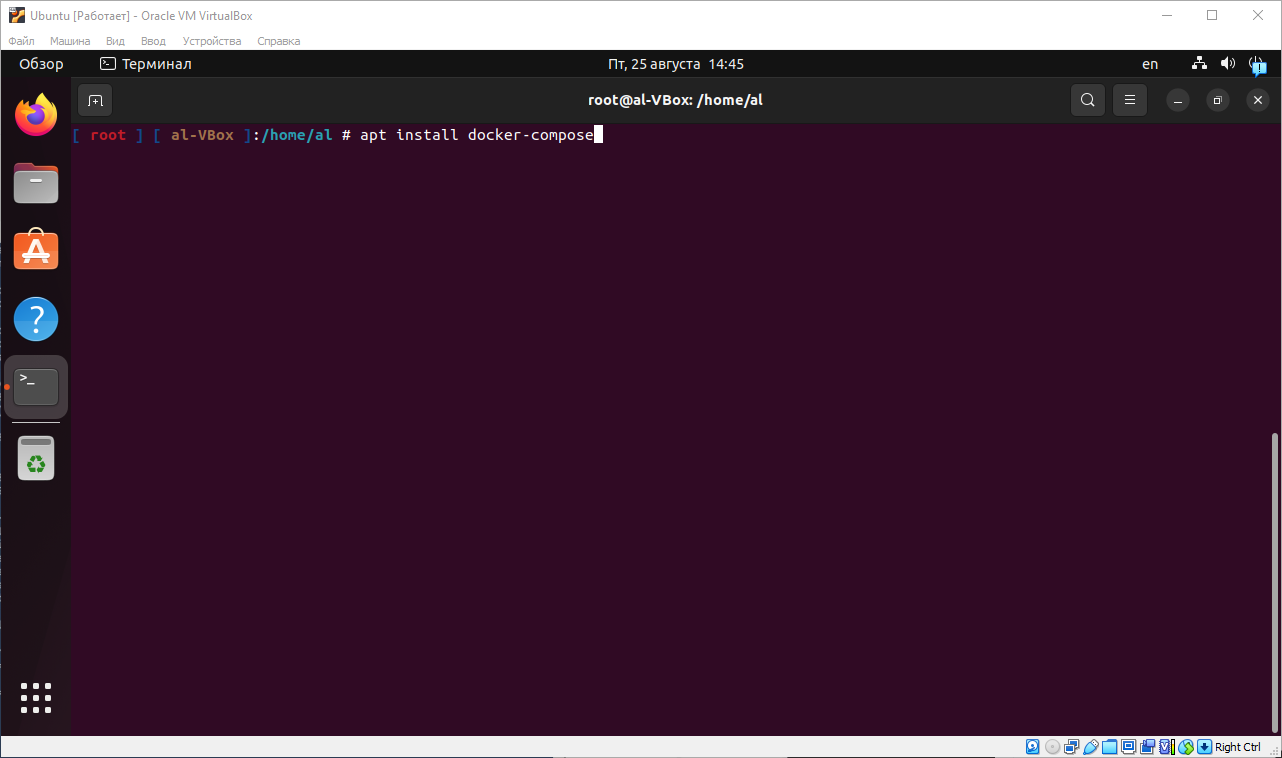 Ubuntu [Работает] - Oracle VM VirtualBox
Файл Машина Вид Ввод Устройства Справка
Обзор Терминал Пт, 25 августа 14:45 en
root@al-VBox: /home/al
[ root ] [ al-VBox ]:/home/al # apt install docker-compose
Right Ctrl